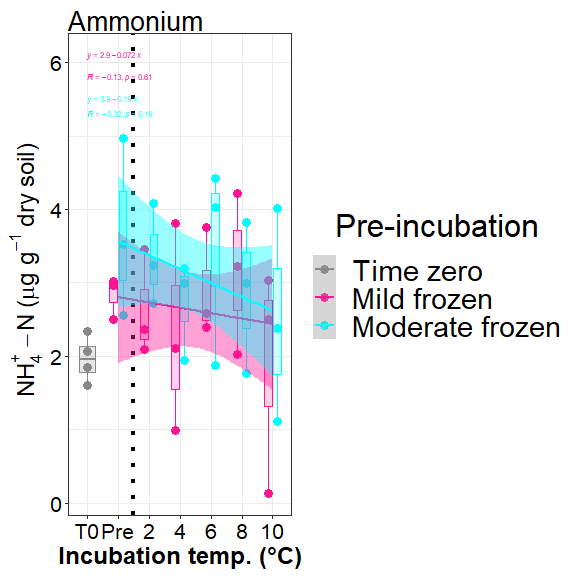 Ammonium
y = 2.9 − 0.072 x
R = −0.13, p = 0.61
R = −0.33, p = 0.19
6
4
2
0
NH₄⁺ − N (µg g⁻¹ dry soil)
T0 Pre 2 4 6 8 10
Incubation temp. (°C)
Pre-incubation
Time zero
Mild frozen
Moderate frozen